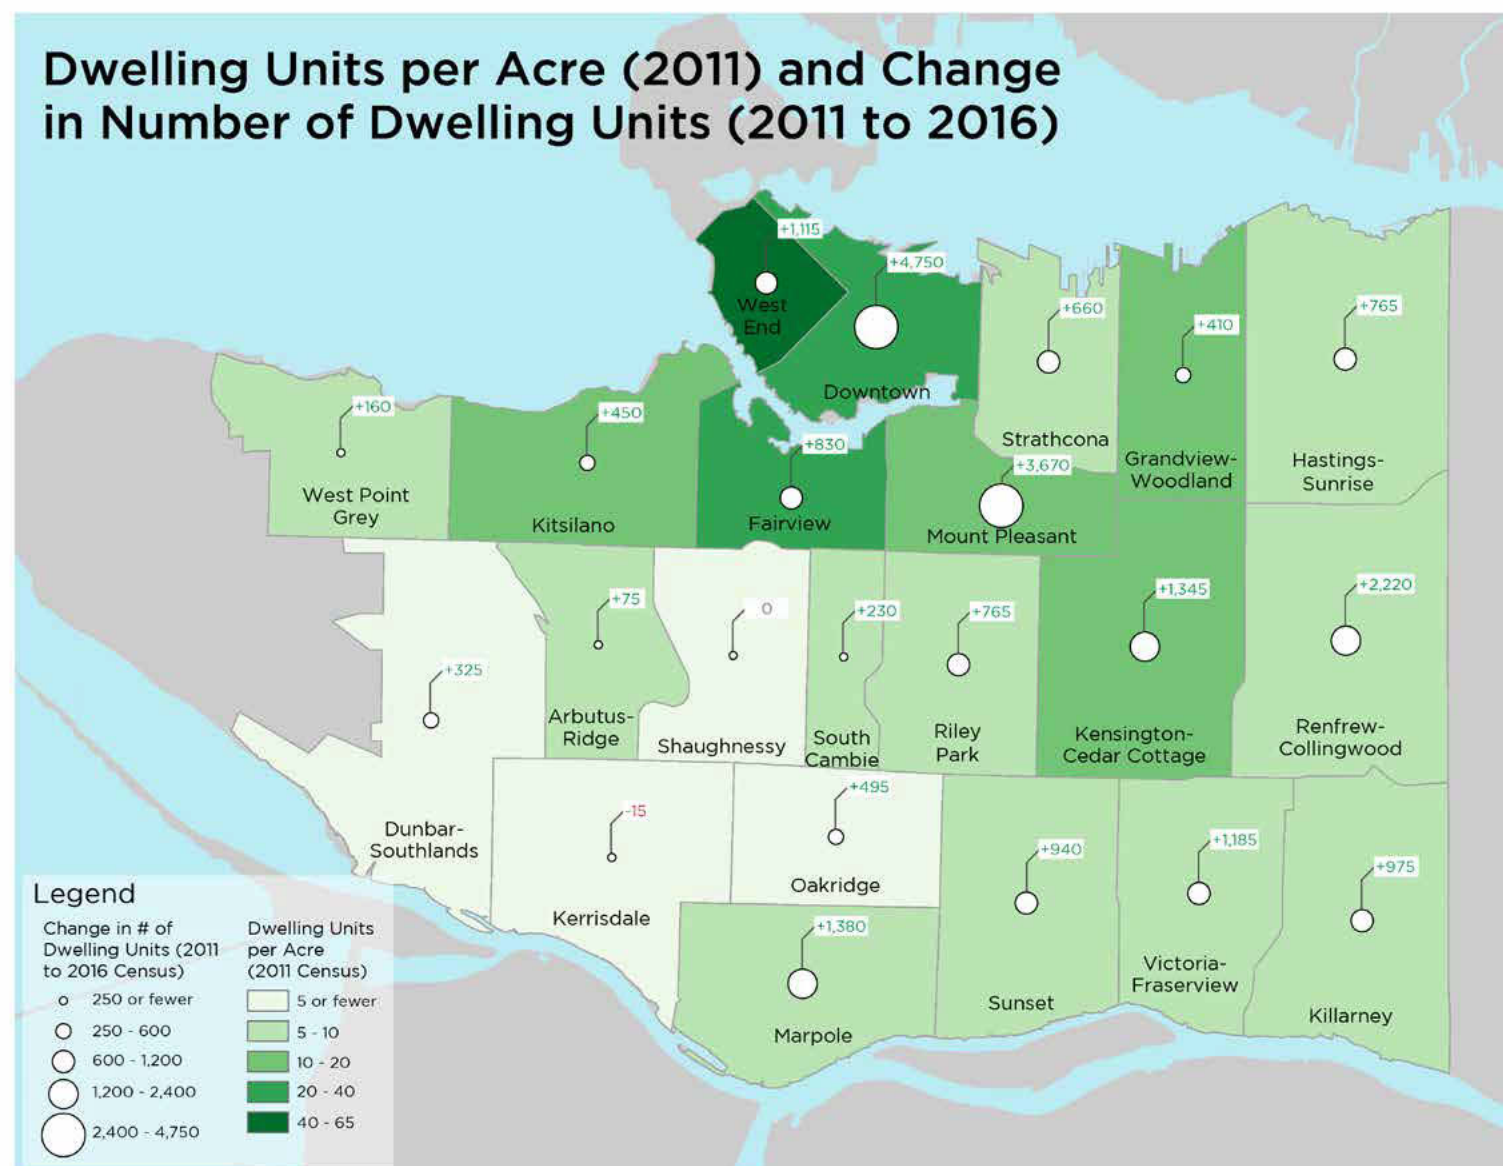 Dwelling Units per Acre (2011) and Change
in Number of Dwelling Units (2011 to 2016)
+1,115
West
End
+4,750
Downtown
+660
Strathcona
+410
Grandview-
Woodland
+765
Hastings-
Sunrise
+160
West Point
Grey
+450
Kitsilano
+830
Fairview
+3,670
Mount Pleasant
+325
Dunbar-
Southlands
+75
Arbutus-
Ridge
0
Shaughnessy
+230
South
Cambie
+765
Riley
Park
+1,345
Kensington-
Cedar Cottage
+2,220
Renfrew-
Collingwood
-15
Kerrisdale
+495
Oakridge
+1,380
Marpole
+940
Sunset
+1,185
Victoria-
Fraserview
+975
Killarney
Legend
Change in # of
Dwelling Units (2011
to 2016 Census)
250 or fewer
250 - 600
600 - 1,200
1,200 - 2,400
2,400 - 4,750
Dwelling Units
per Acre
(2011 Census)
5 or fewer
5 - 10
10 - 20
20 - 40
40 - 65